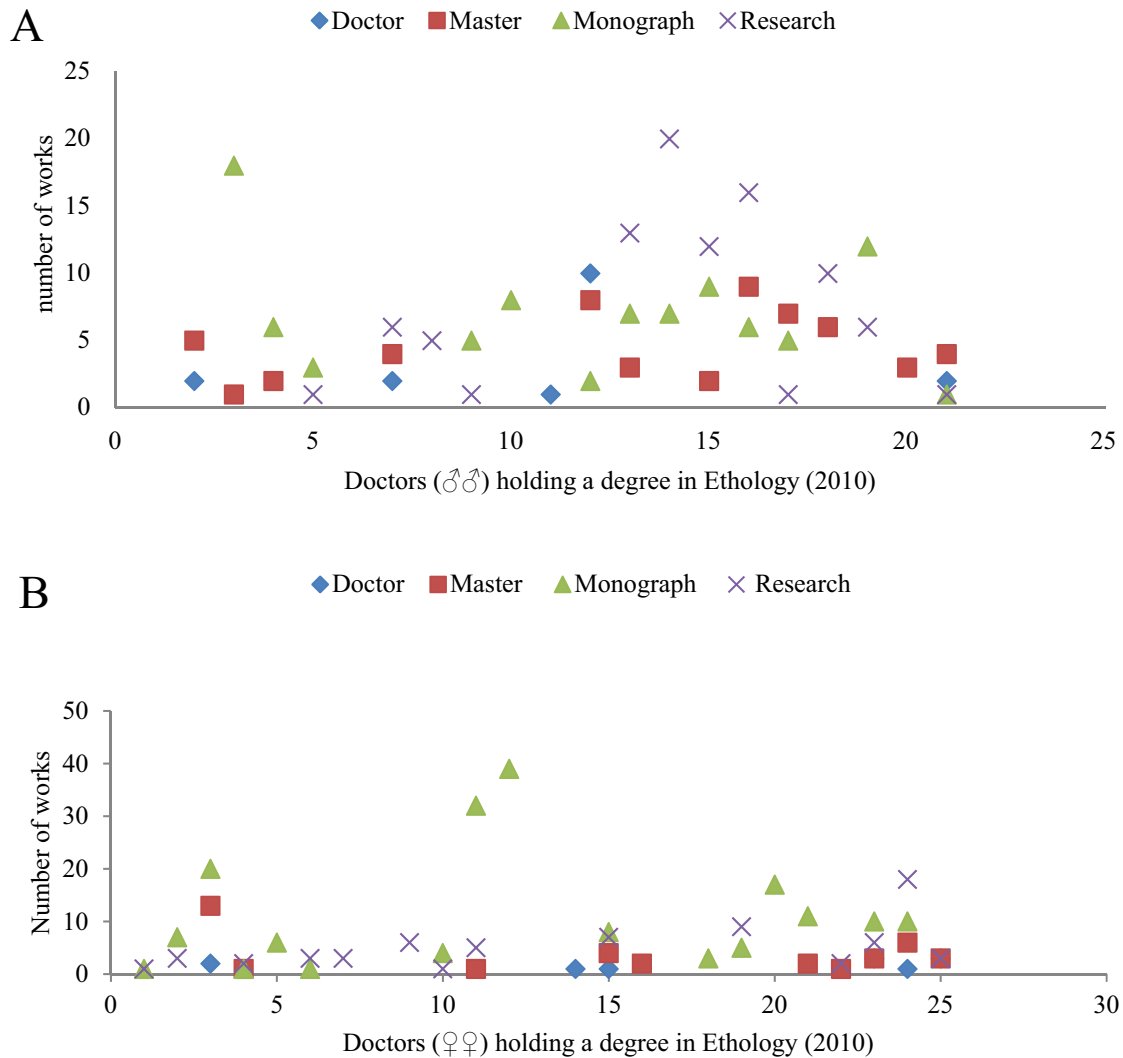 A
Doctor Master Monograph Research
25
20
15
10
5
0
number of works
0 5 10 15 20 25
Doctors (♂♂) holding a degree in Ethology (2010)
B
Doctor Master Monograph Research
50
40
30
20
10
0
Number of works
0 5 10 15 20 25 30
Doctors (♀♀) holding a degree in Ethology (2010)